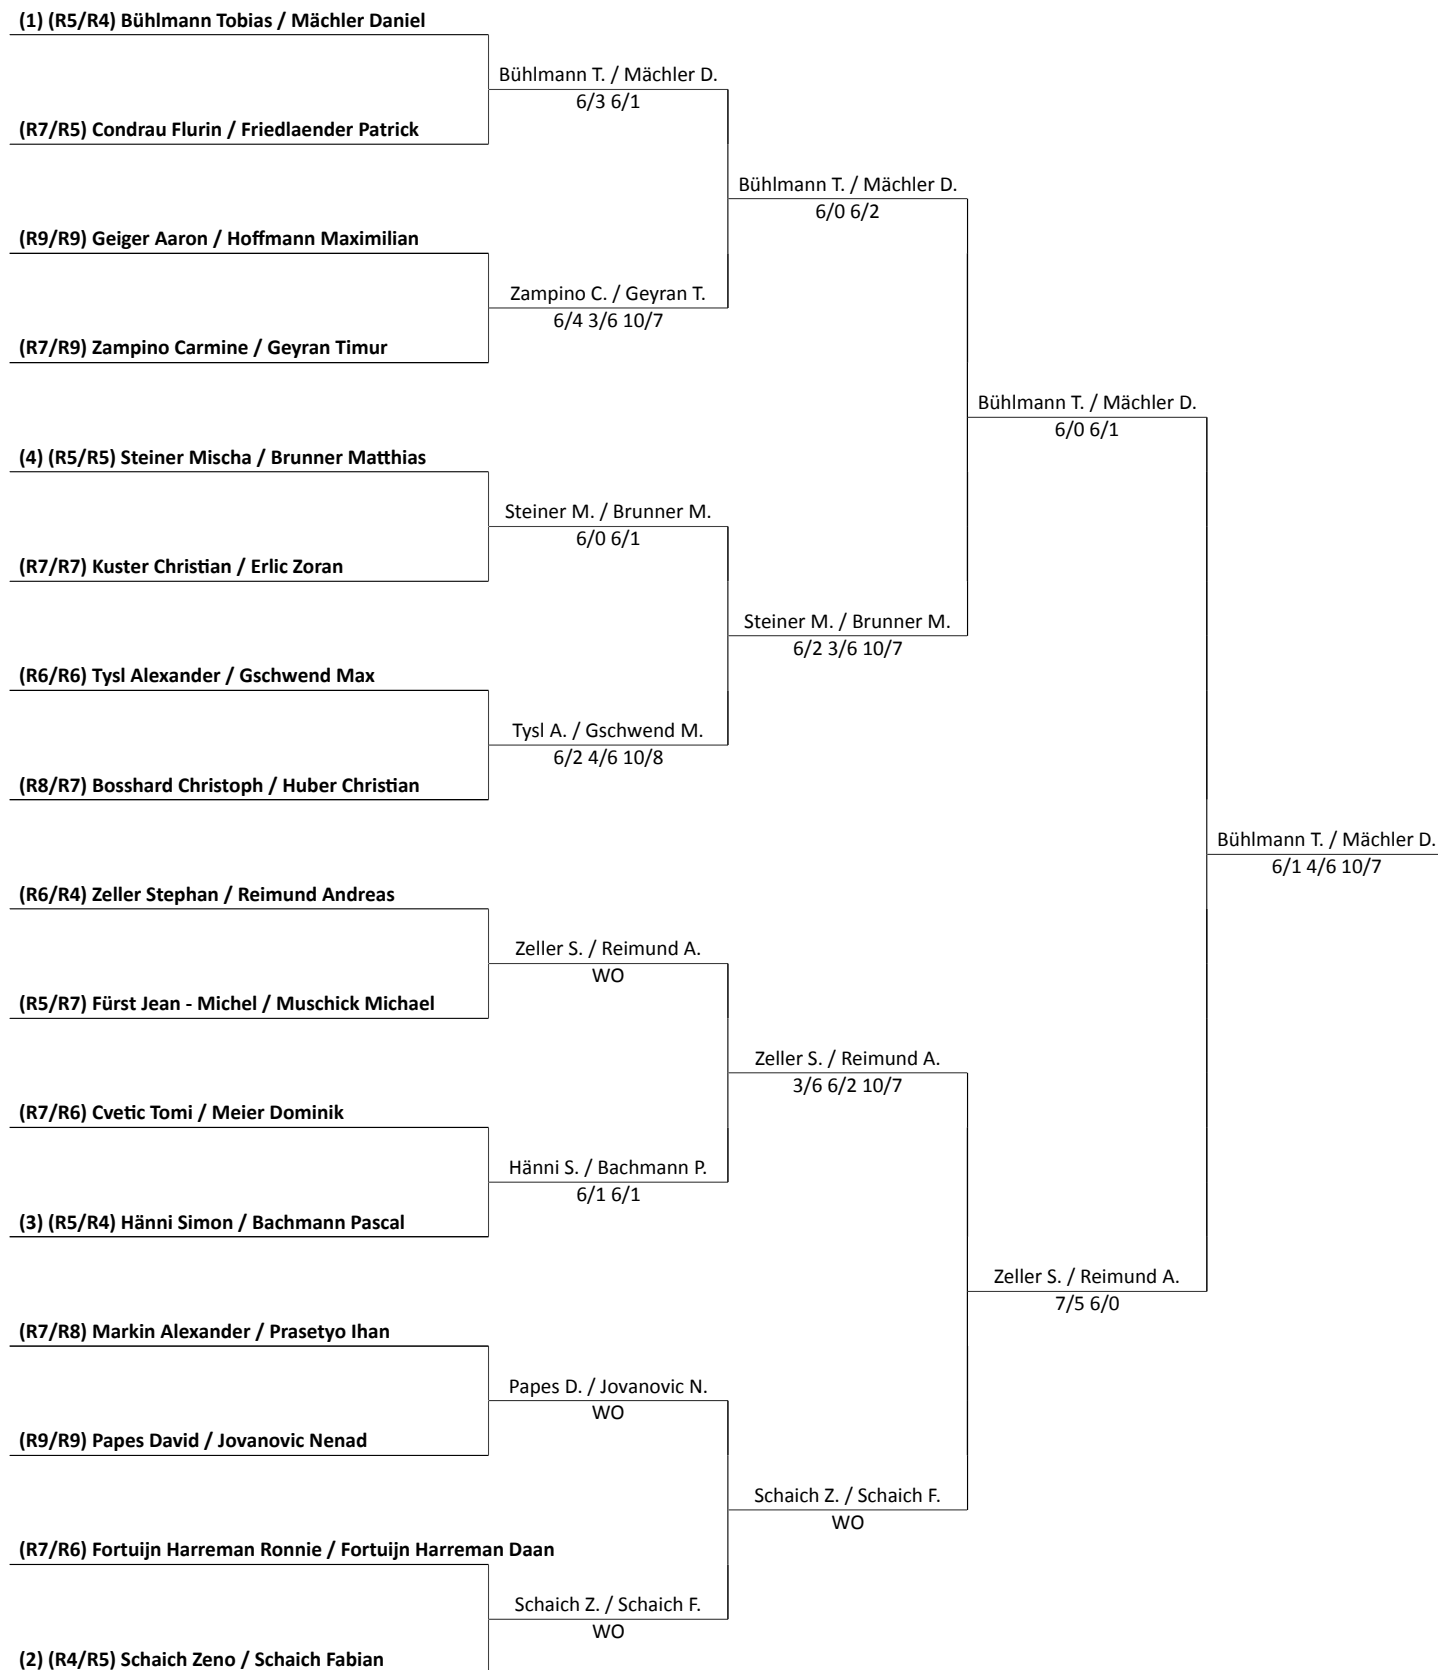 (1) (R5/R4) Bühlmann Tobias / Mächler Daniel
Bühlmann T. / Mächler D.
6/3 6/1
(R7/R5) Condrau Flurin / Friedlaender Patrick
Bühlmann T. / Mächler D.
6/0 6/2
(R9/R9) Geiger Aaron / Hoffmann Maximilian
Zampino C. / Geyran T.
6/4 3/6 10/7
(R7/R9) Zampino Carmine / Geyran Timur
Bühlmann T. / Mächler D.
6/0 6/1
(4) (R5/R5) Steiner Mischa / Brunner Matthias
Steiner M. / Brunner M.
6/0 6/1
(R7/R7) Kuster Christian / Erlic Zoran
Steiner M. / Brunner M.
6/2 3/6 10/7
(R6/R6) Tysl Alexander / Gschwend Max
Tysl A. / Gschwend M.
6/2 4/6 10/8
(R8/R7) Bosshard Christoph / Huber Christian
Bühlmann T. / Mächler D.
6/1 4/6 10/7
(R6/R4) Zeller Stephan / Reimund Andreas
Zeller S. / Reimund A.
WO
(R5/R7) Fürst Jean - Michel / Muschick Michael
Zeller S. / Reimund A.
3/6 6/2 10/7
(R7/R6) Cvetic Tomi / Meier Dominik
Hänni S. / Bachmann P.
6/1 6/1
(3) (R5/R4) Hänni Simon / Bachmann Pascal
Zeller S. / Reimund A.
7/5 6/0
(R7/R8) Markin Alexander / Prasetyo Ihan
Papes D. / Jovanovic N.
WO
(R9/R9) Papes David / Jovanovic Nenad
Schaich Z. / Schaich F.
WO
(R7/R6) Fortuijn Harreman Ronnie / Fortuijn Harreman Daan
Schaich Z. / Schaich F.
WO
(2) (R4/R5) Schaich Zeno / Schaich Fabian